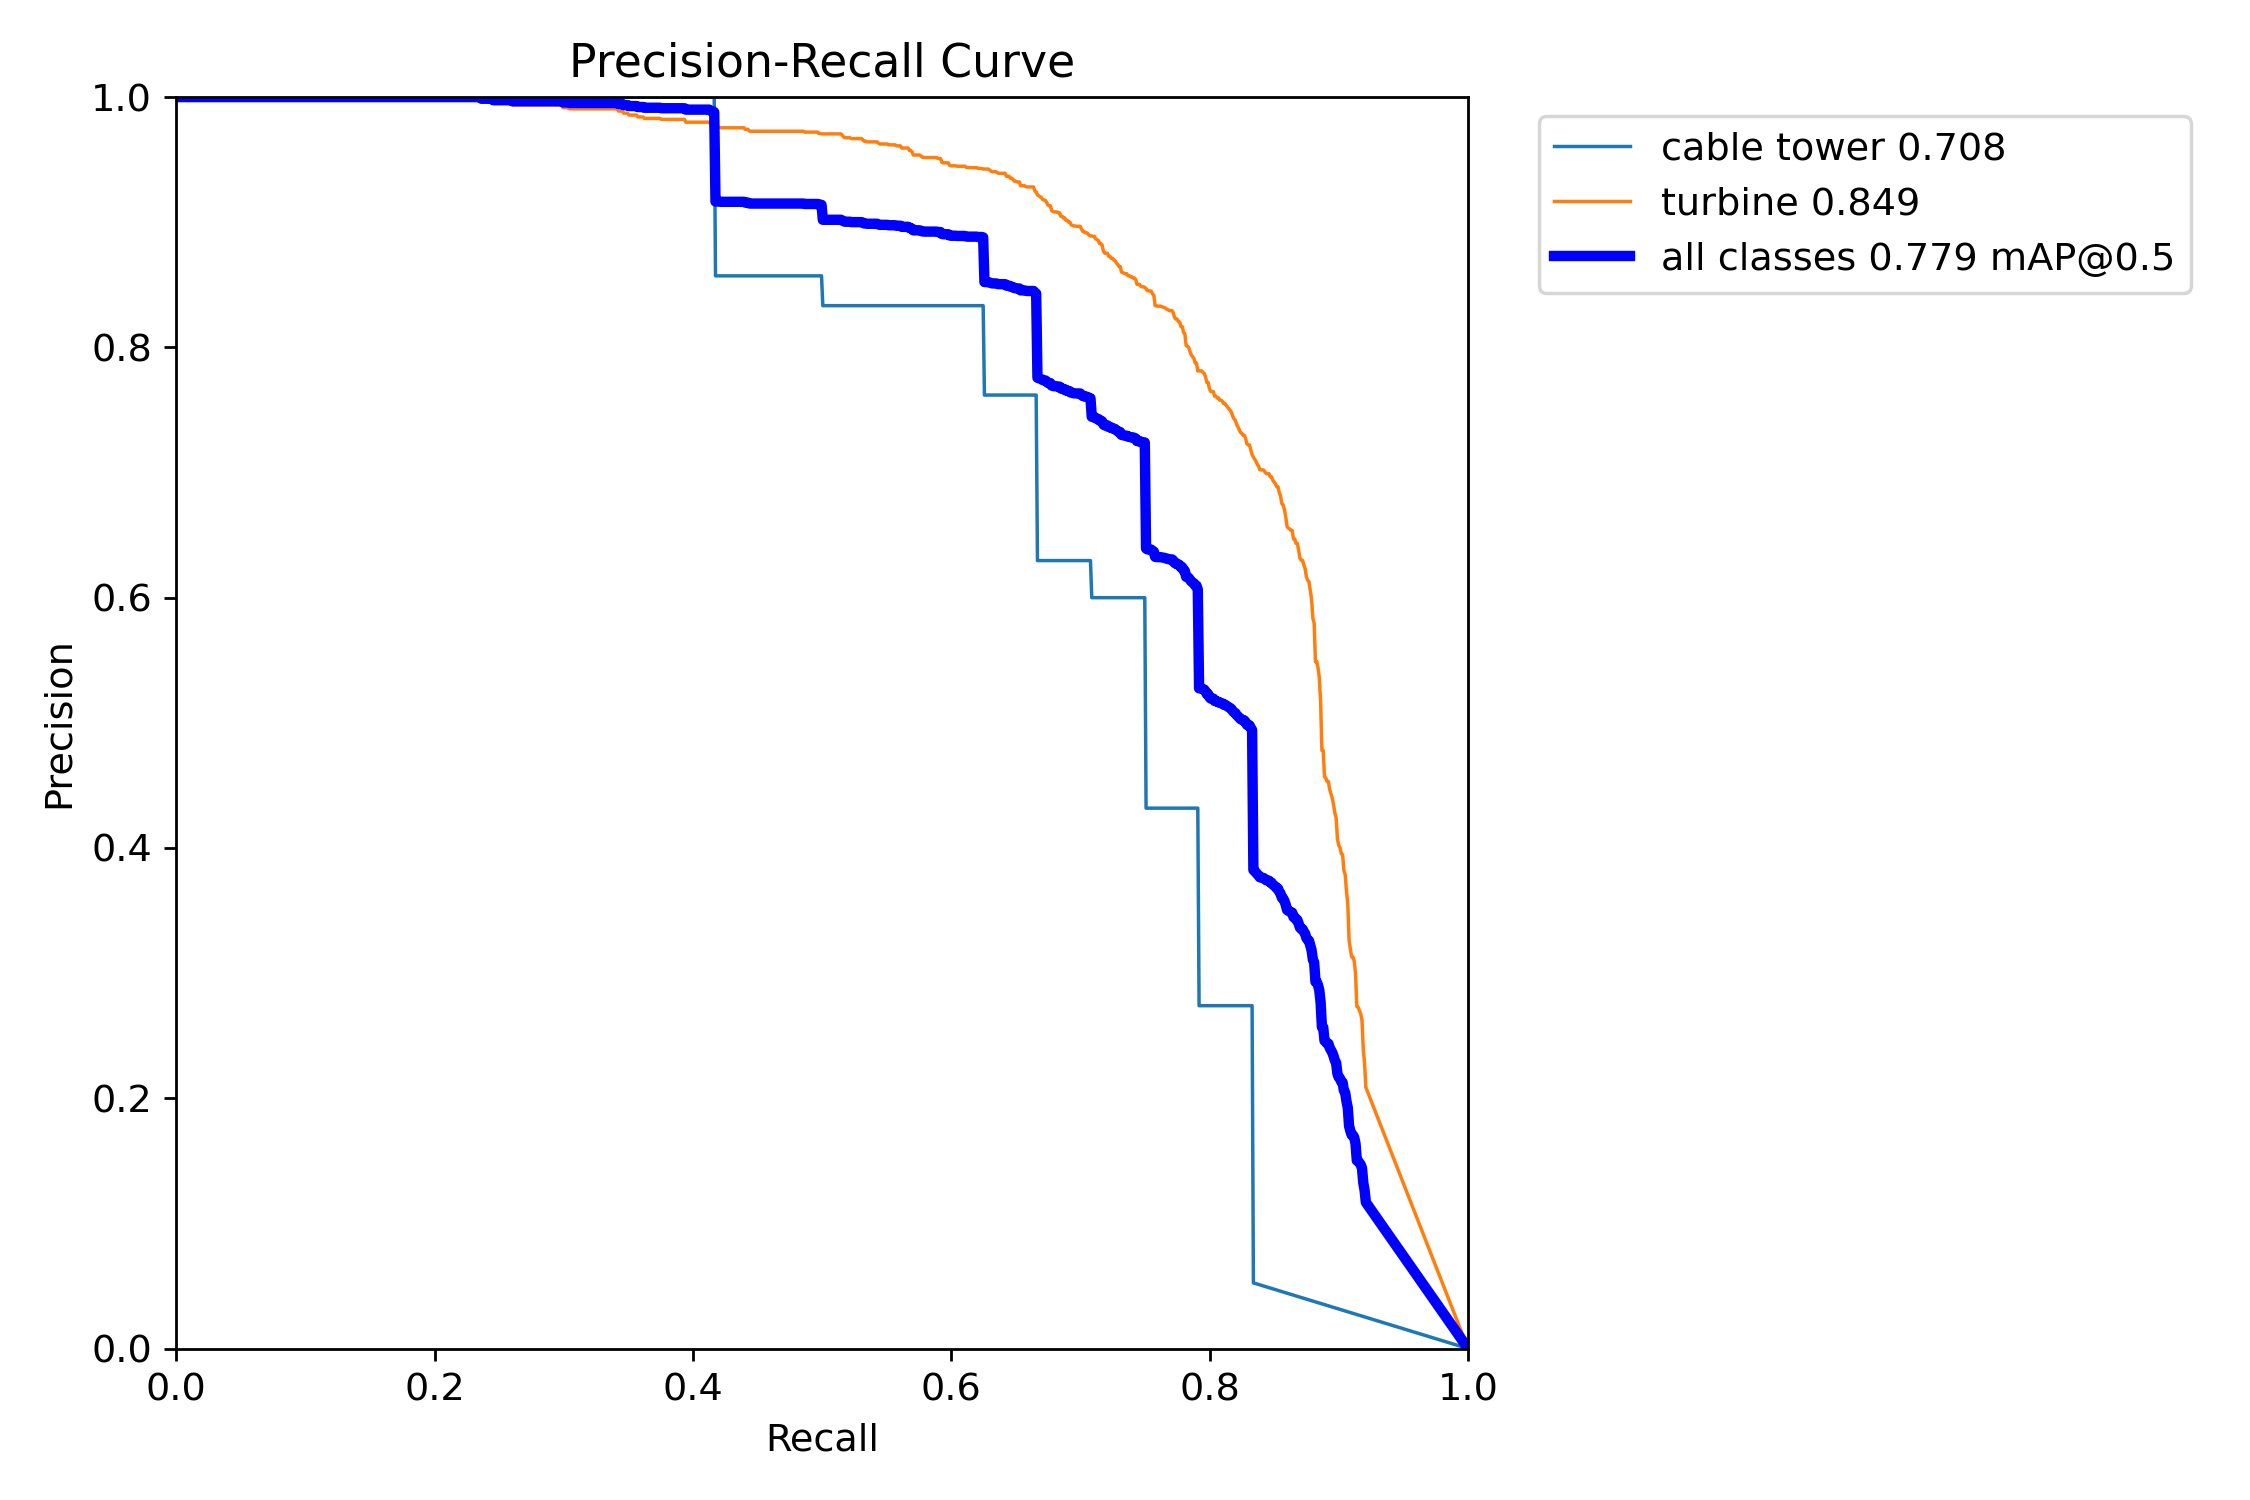 Precision-Recall Curve
1.0
0.8
0.6
0.4
0.2
0.0
Precision
0.0 0.2 0.4 0.6 0.8 1.0
Recall
cable tower 0.708
turbine 0.849
all classes 0.779 mAP@0.5